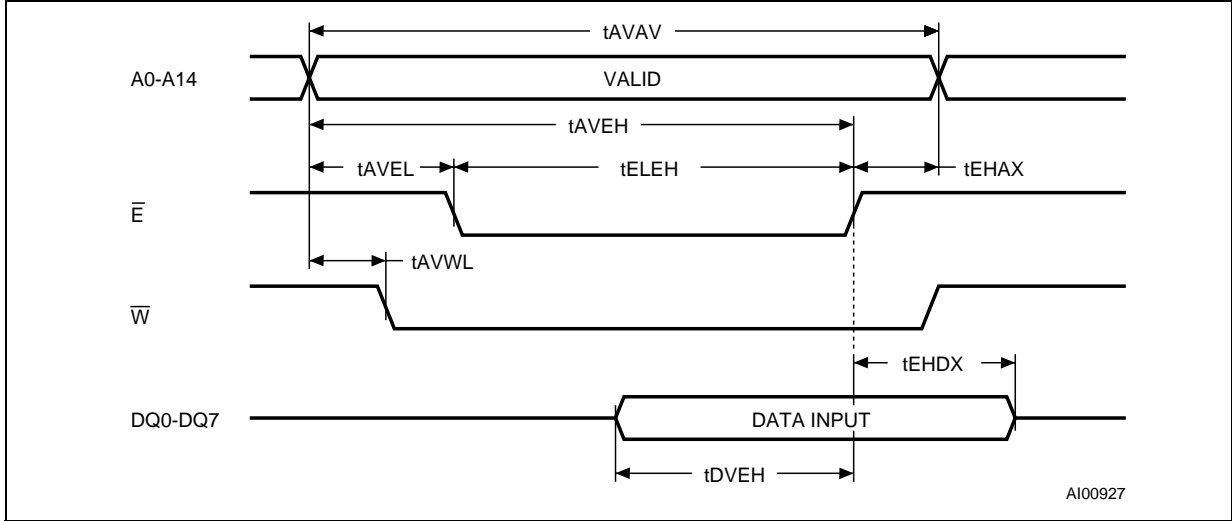 tAVAV
A0-A14 VALID
tAVEH
tAVEL tELEH tEHAX
E̅
tAVWL
W̅
tEHDX
DQ0-DQ7 DATA INPUT
tDVEH
AI00927